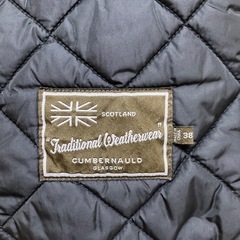 SCOTLAND
"Traditional Weatherwear"
CUMBERNAULD
GLASGOW
38